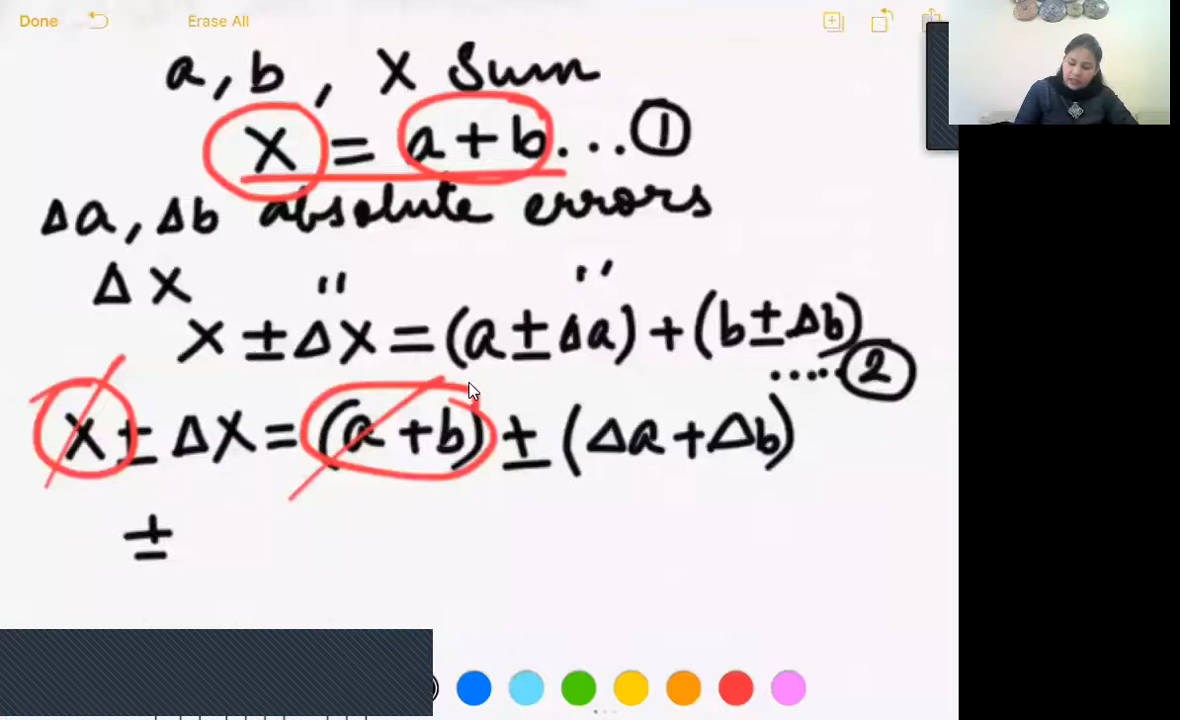 Done Erase All
a, b, X Sum
X = a + b ... ①
Δa, Δb absolute errors
ΔX " "
X ± ΔX = (a ± Δa) + (b ± Δb)
..... ②
X ± ΔX = (a + b) ± (Δa + Δb)
±